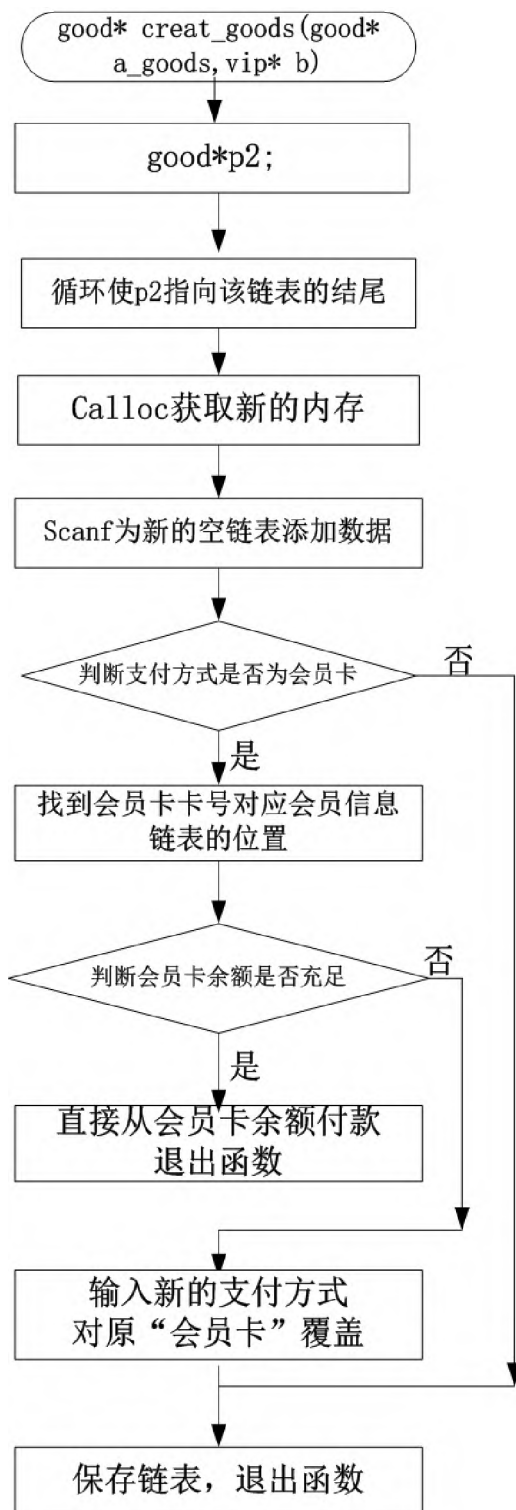 good* creat_goods(good*
a_goods,vip* b)
good*p2;
循环使p2指向该链表的结尾
Calloc获取新的内存
Scanf为新的空链表添加数据
判断支付方式是否为会员卡
否
是
找到会员卡卡号对应会员信息
链表的位置
判断会员卡余额是否充足
否
是
直接从会员卡余额付款
退出函数
输入新的支付方式
对原“会员卡”覆盖
保存链表，退出函数